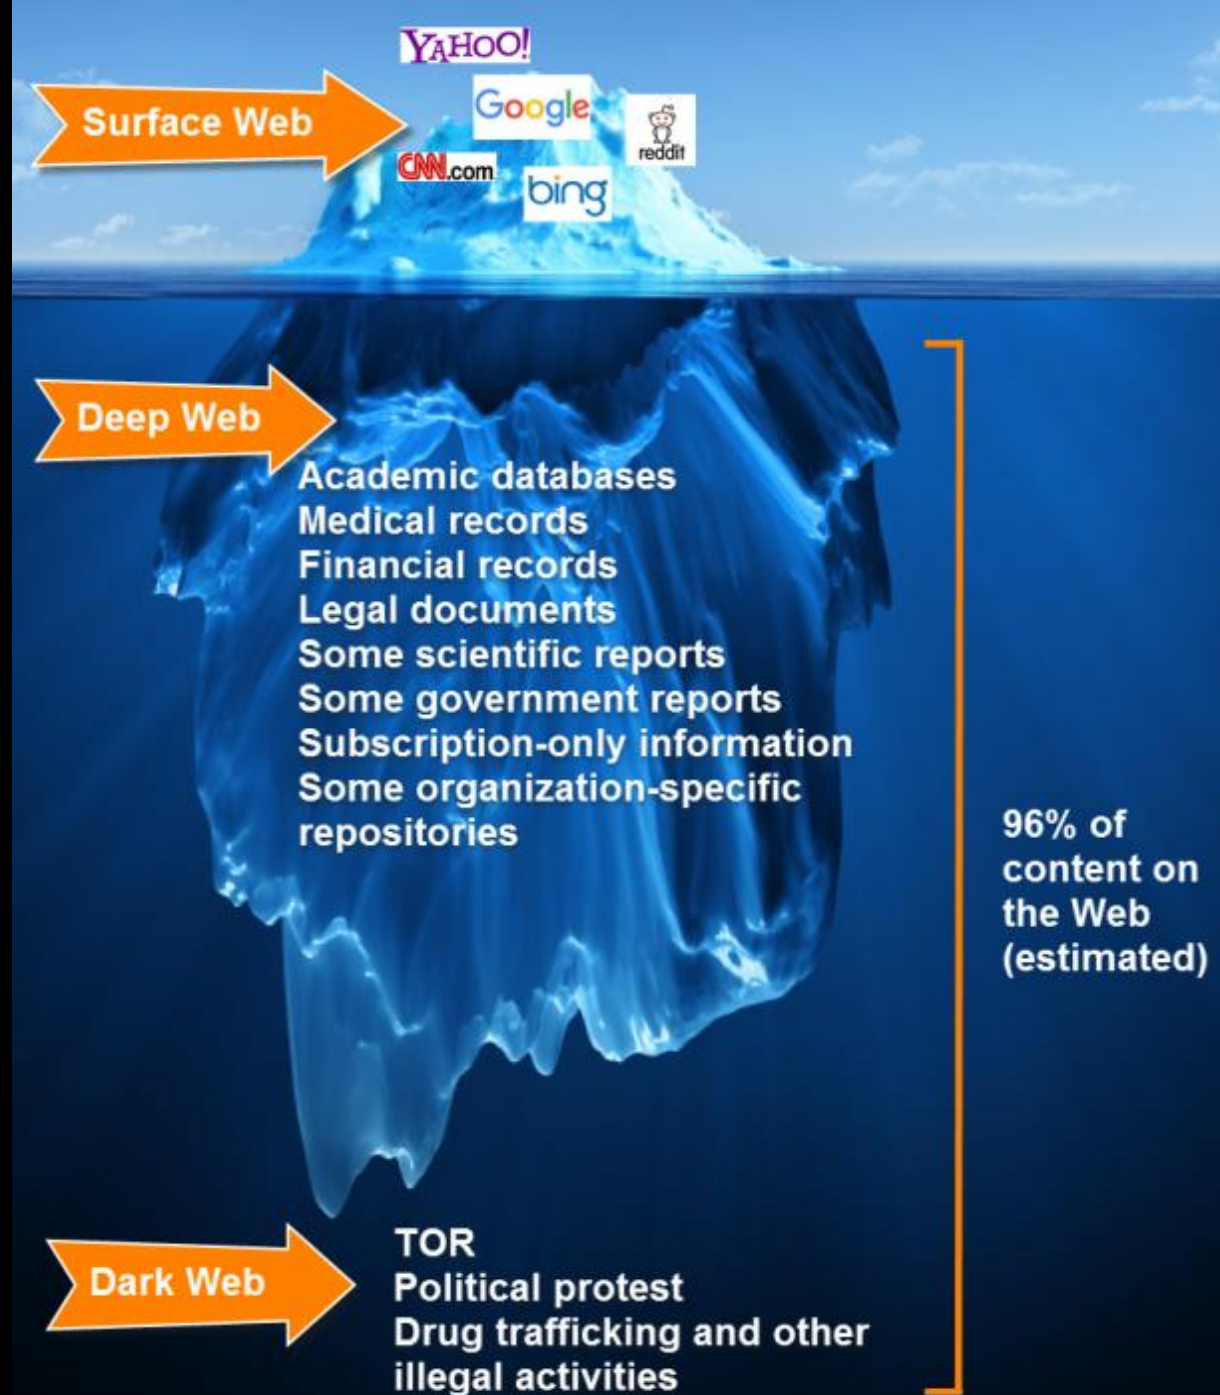 YAHOO!
Surface Web
Google
reddit
CNN.com
bing
Deep Web
Academic databases
Medical records
Financial records
Legal documents
Some scientific reports
Some government reports
Subscription-only information
Some organization-specific
repositories
96% of
content on
the Web
(estimated)
Dark Web
TOR
Political protest
Drug trafficking and other
illegal activities